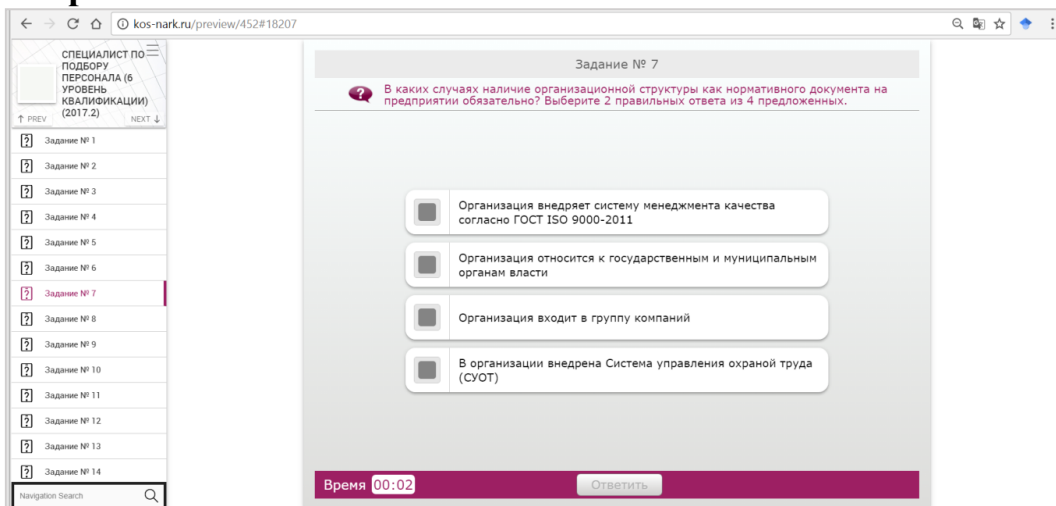 kos-nark.ru/preview/452#18207
СПЕЦИАЛИСТ ПО
ПОДБОРУ
ПЕРСОНАЛА (6
УРОВЕНЬ
КВАЛИФИКАЦИИ)
(2017.2)
↑ PREV
NEXT ↓
Задание № 1
Задание № 2
Задание № 3
Задание № 4
Задание № 5
Задание № 6
Задание № 7
Задание № 8
Задание № 9
Задание № 10
Задание № 11
Задание № 12
Задание № 13
Задание № 14
Navigation Search
Задание № 7
В каких случаях наличие организационной структуры как нормативного документа на
предприятии обязательно? Выберите 2 правильных ответа из 4 предложенных.
Организация внедряет систему менеджмента качества
согласно ГОСТ ISO 9000-2011
Организация относится к государственным и муниципальным
органам власти
Организация входит в группу компаний
В организации внедрена Система управления охраной труда
(СУОТ)
Время 00:02
Ответить